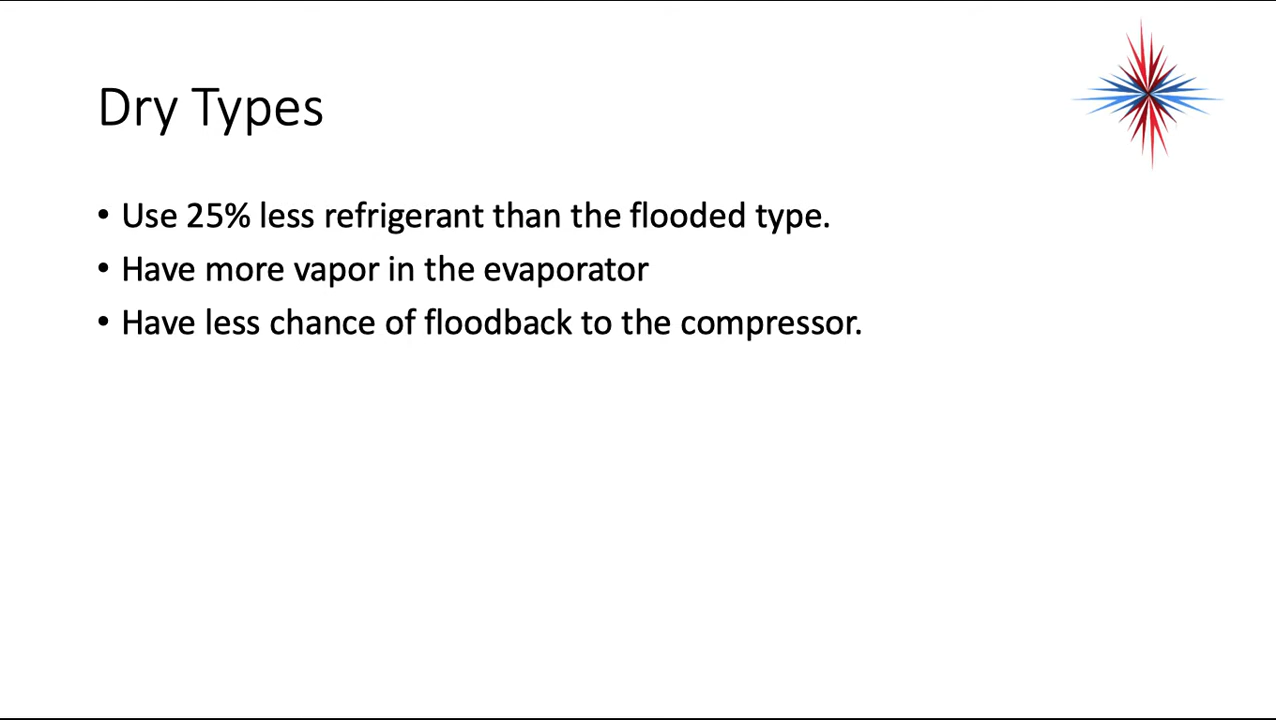 Dry Types
• Use 25% less refrigerant than the flooded type.
• Have more vapor in the evaporator
• Have less chance of floodback to the compressor.